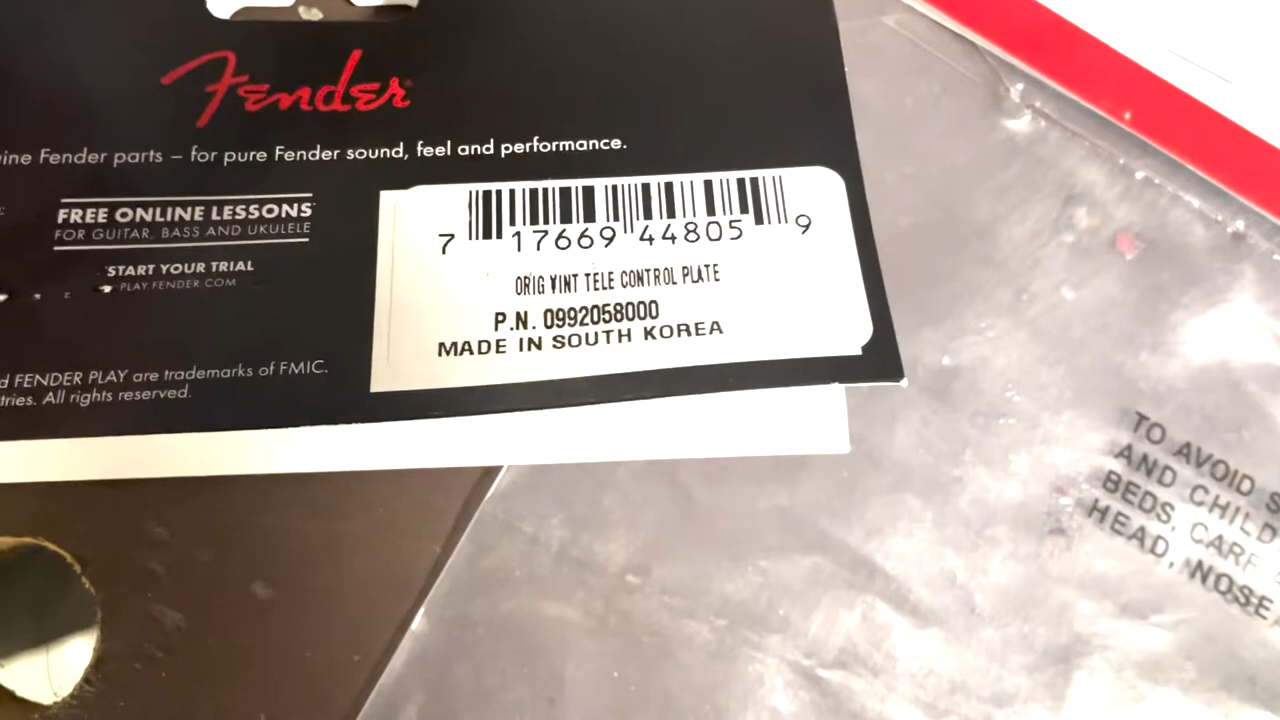 Fender
ine Fender parts – for pure Fender sound, feel and performance.
FREE ONLINE LESSONS
FOR GUITAR, BASS AND UKULELE
START YOUR TRIAL
PLAY.FENDER.COM
d FENDER PLAY are trademarks of FMIC.
tries. All rights reserved.
7 17669 44805 9
ORIG VINT TELE CONTROL PLATE
P.N. 0992058000
MADE IN SOUTH KOREA
TO AVOID S
AND CHILD
BEDS, CARR
HEAD, NOSE,